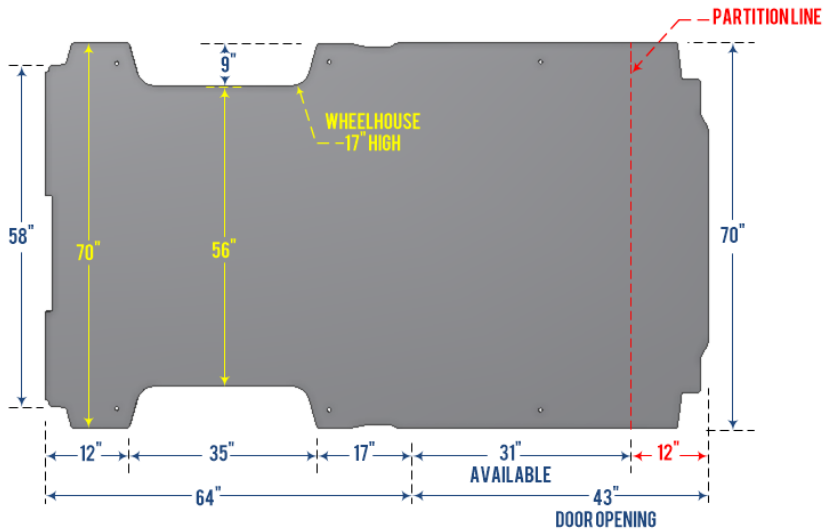 PARTITION LINE
9"
WHEELHOUSE
-17" HIGH
58"
70"
56"
70"
12"
35"
17"
31"
AVAILABLE
12"
64"
43"
DOOR OPENING